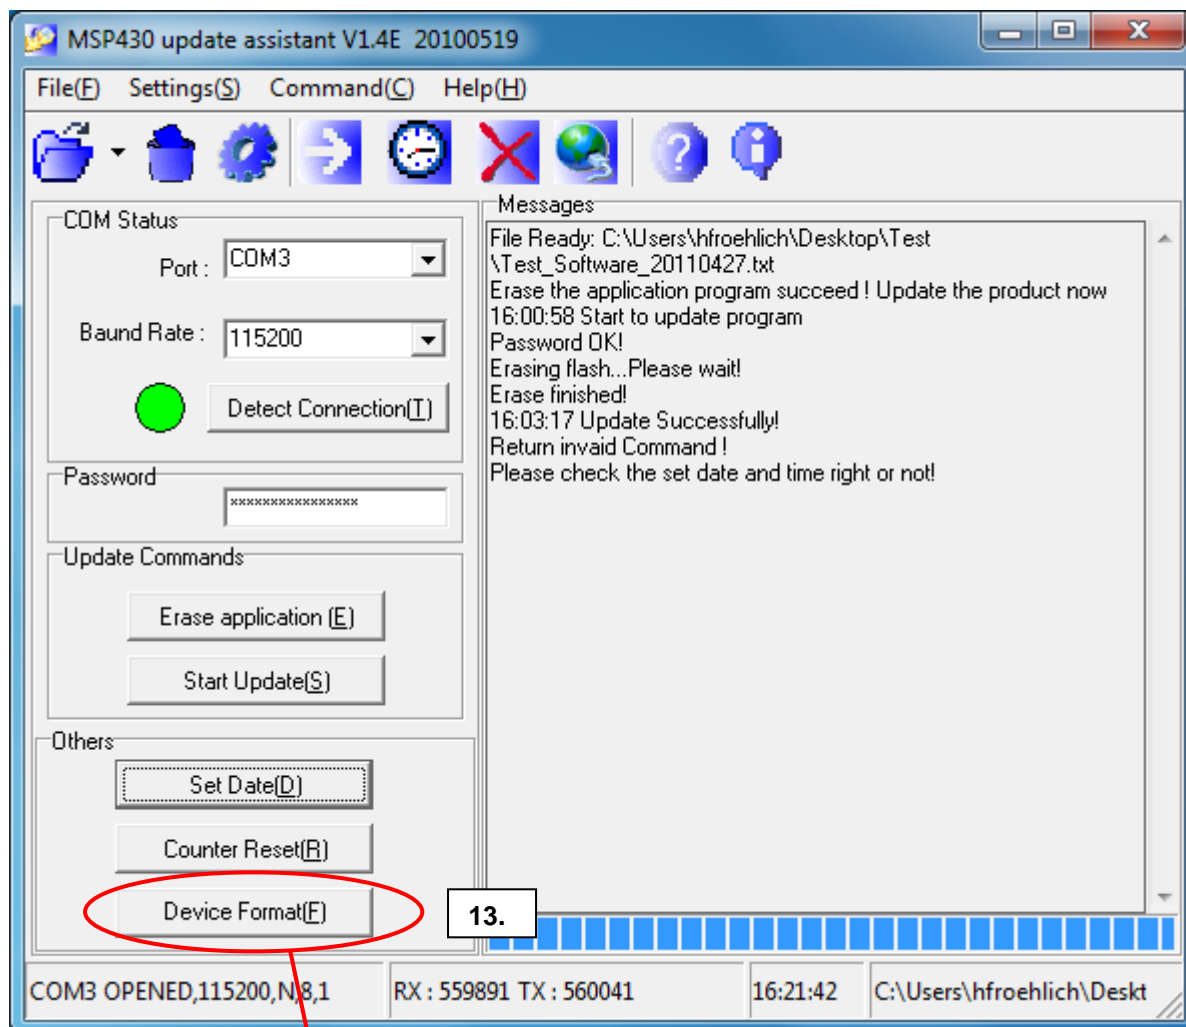 MSP430 update assistant V1.4E 20100519
File(F) Settings(S) Command(C) Help(H)
COM Status
Port :
COM3
Baund Rate :
115200
Detect Connection(T)
Password
****************
Update Commands
Erase application (E)
Start Update(S)
Others
Set Date(D)
Counter Reset(R)
Device Format(F)
13.
Messages
File Ready: C:\Users\hfroehlich\Desktop\Test
\Test_Software_20110427.txt
Erase the application program succeed ! Update the product now
16:00:58 Start to update program
Password OK!
Erasing flash...Please wait!
Erase finished!
16:03:17 Update Successfully!
Return invaid Command !
Please check the set date and time right or not!
COM3 OPENED,115200,N,8,1
RX : 559891 TX : 560041
16:21:42
C:\Users\hfroehlich\Deskt